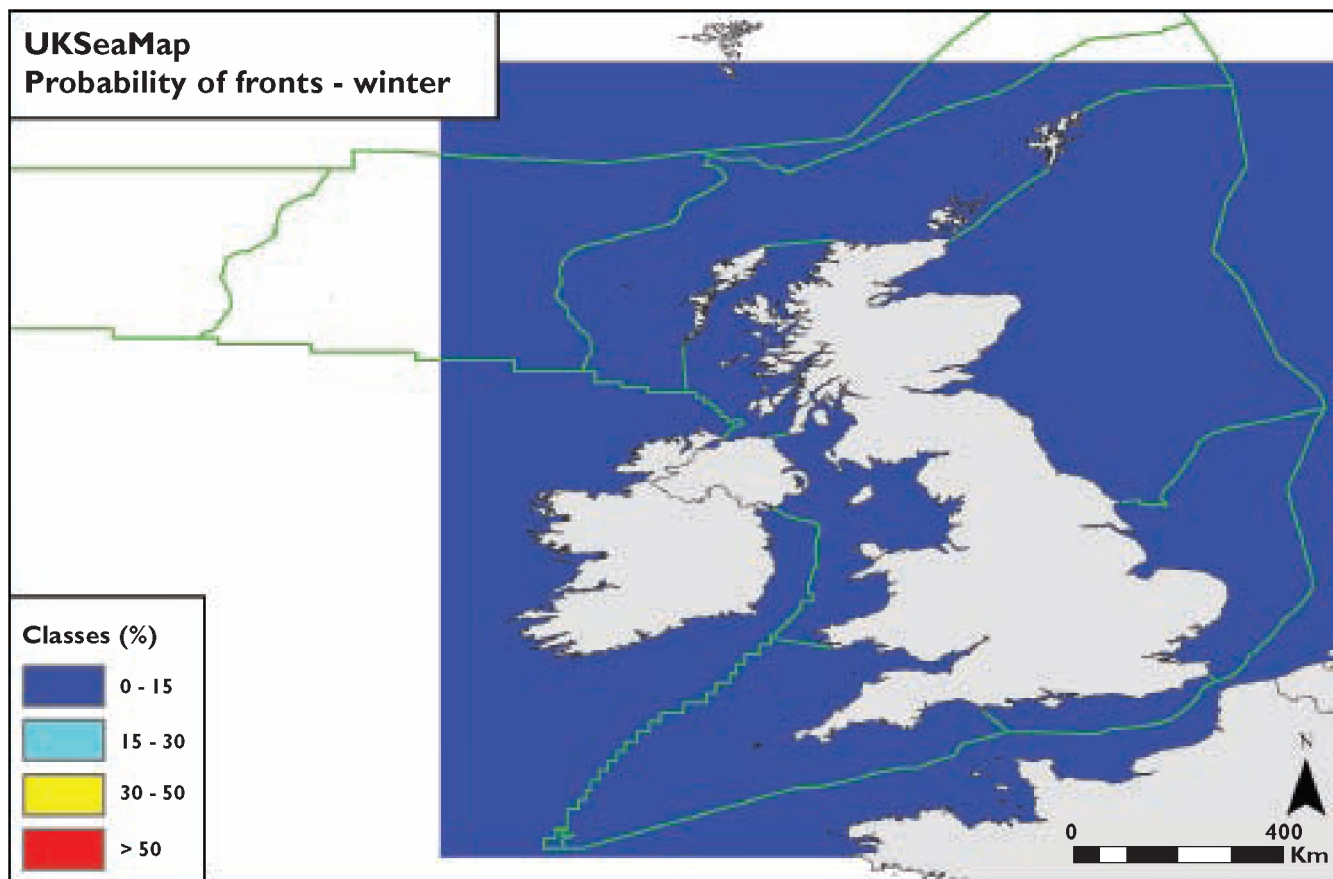 UKSeaMap
Probability of fronts - winter
Classes (%)
0 - 15
15 - 30
30 - 50
> 50
N
0 400
Km